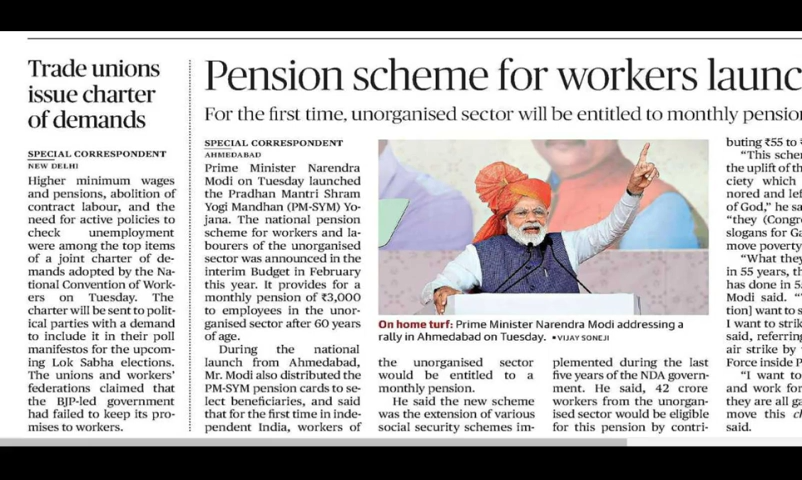 Trade unions
issue charter
of demands
SPECIAL CORRESPONDENT
NEW DELHI
Higher minimum wages
and pensions, abolition of
contract labour, and the
need for active policies to
check unemployment
were among the top items
of a joint charter of de-
mands adopted by the Na-
tional Convention of Work-
ers on Tuesday. The
charter will be sent to polit-
ical parties with a demand
to include it in their poll
manifestos for the upcom-
ing Lok Sabha elections.
The unions and workers'
federations claimed that
the BJP-led government
had failed to keep its pro-
mises to workers.
Pension scheme for workers launc
For the first time, unorganised sector will be entitled to monthly pension
SPECIAL CORRESPONDENT
AHMEDABAD
Prime Minister Narendra
Modi on Tuesday launched
the Pradhan Mantri Shram
Yogi Mandhan (PM-SYM) Yo-
jana. The national pension
scheme for workers and la-
bourers of the unorganised
sector was announced in the
interim Budget in February
this year. It provides for a
monthly pension of ₹3,000
to employees in the unor-
ganised sector after 60 years
of age.
During the national
launch from Ahmedabad,
Mr. Modi also distributed the
PM-SYM pension cards to se-
lect beneficiaries, and said
that for the first time in inde-
pendent India, workers of
On home turf: Prime Minister Narendra Modi addressing a
rally in Ahmedabad on Tuesday. •VIJAY SONEJI
the unorganised sector
would be entitled to a
monthly pension.
He said the new scheme
was the extension of various
social security schemes im-
plemented during the last
five years of the NDA govern-
ment. He said, 42 crore
workers from the unorgan-
ised sector would be eligible
for this pension by contri-
buting ₹55 to
"This schem
the uplift of th
ciety which
nored and lef
of God," he sa
"they (Congr
slogans for Ga
move poverty
"What they
in 55 years, th
has done in 5
Modi said. "
tion] want to s
I want to strik
said, referring
air strike by
Force inside P
"I want to
and work for
they are all ga
move this ch
said.